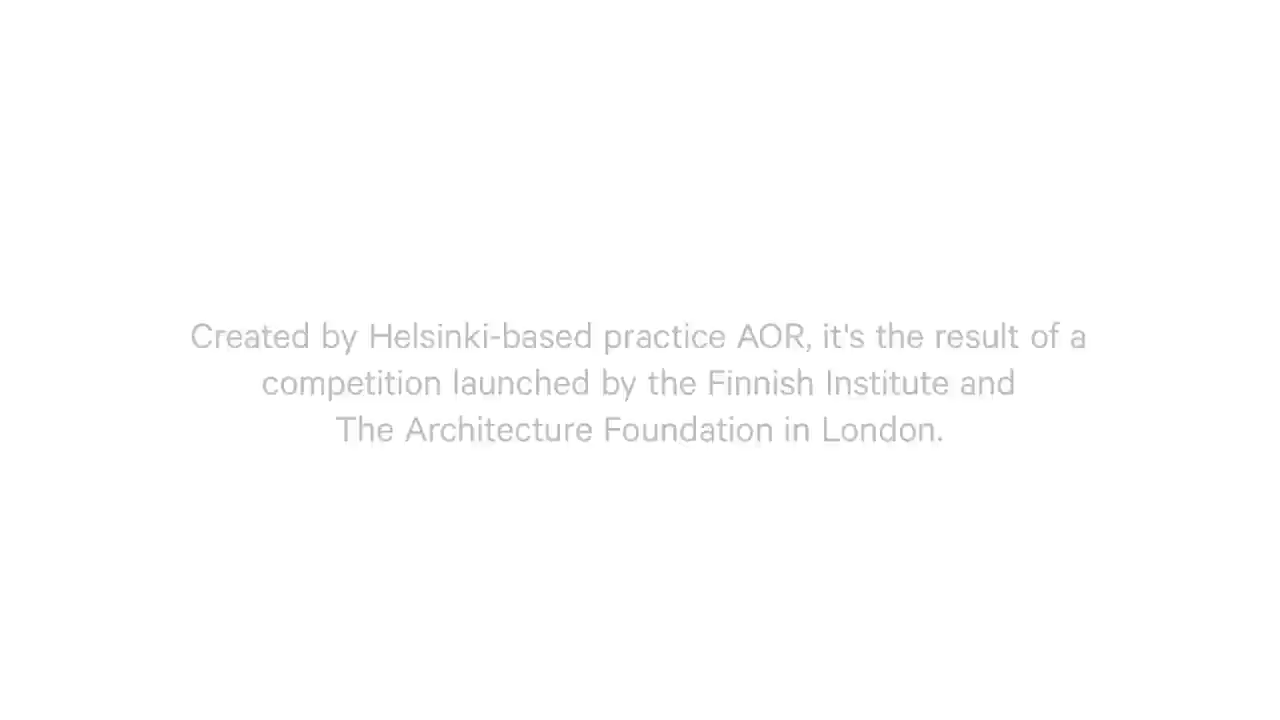 Created by Helsinki-based practice AOR, it's the result of a
competition launched by the Finnish Institute and
The Architecture Foundation in London.